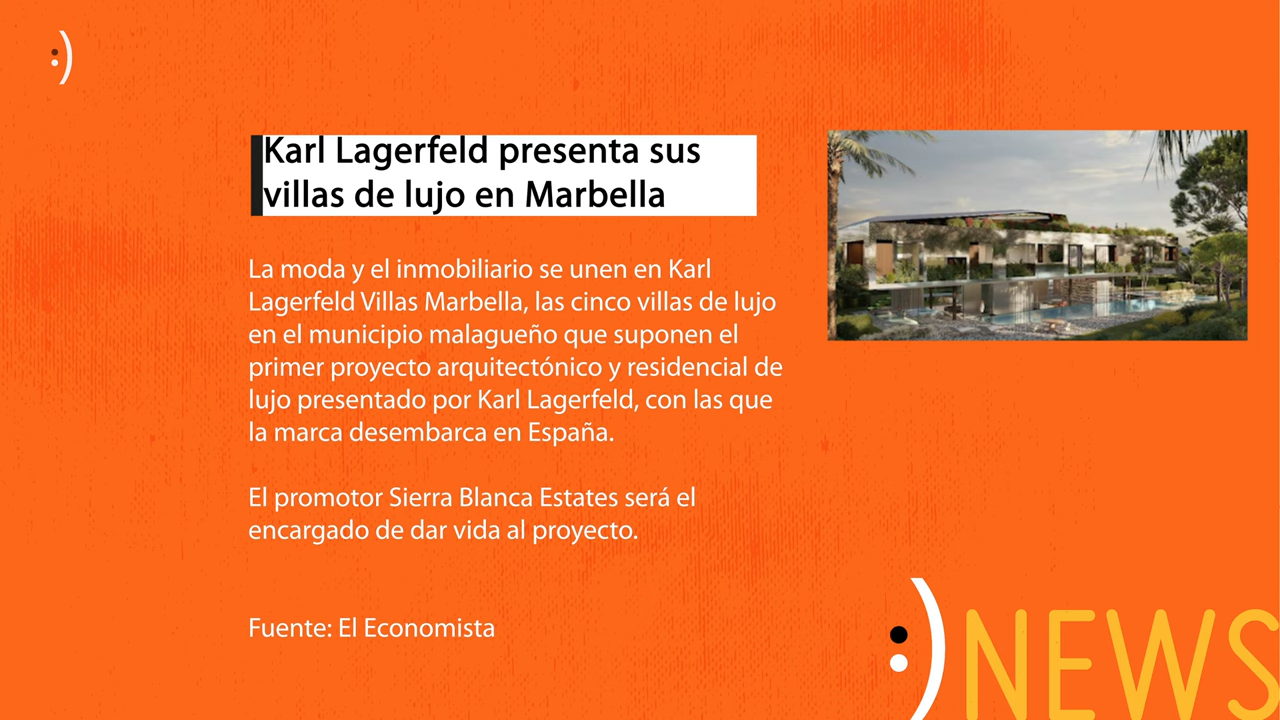 :)
Karl Lagerfeld presenta sus
villas de lujo en Marbella
La moda y el inmobiliario se unen en Karl
Lagerfeld Villas Marbella, las cinco villas de lujo
en el municipio malagueño que suponen el
primer proyecto arquitectónico y residencial de
lujo presentado por Karl Lagerfeld, con las que
la marca desembarca en España.
El promotor Sierra Blanca Estates será el
encargado de dar vida al proyecto.
Fuente: El Economista
:) NEWS